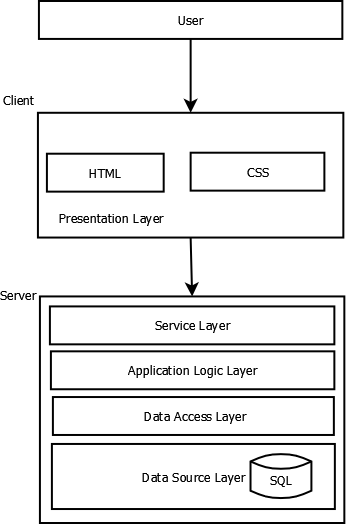 User
Client
HTML
CSS
Presentation Layer
Server
Service Layer
Application Logic Layer
Data Access Layer
Data Source Layer
SQL